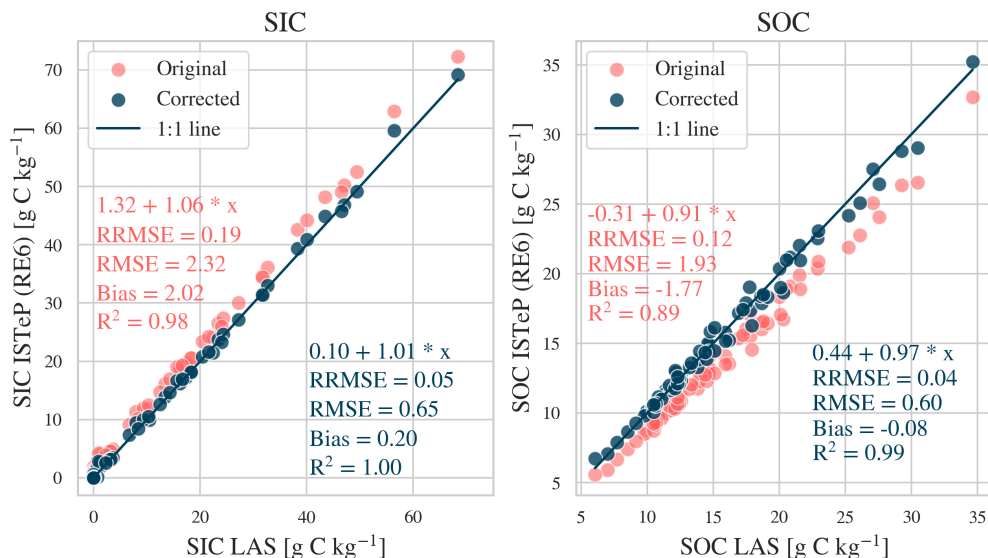 SIC
SIC ISTeP (RE6) [g C kg⁻¹]
70
60
50
40
30
20
10
0
Original
Corrected
1:1 line
1.32 + 1.06 * x
RRMSE = 0.19
RMSE = 2.32
Bias = 2.02
R² = 0.98
0.10 + 1.01 * x
RRMSE = 0.05
RMSE = 0.65
Bias = 0.20
R² = 1.00
0
20
40
60
SIC LAS [g C kg⁻¹]
SOC
SOC ISTeP (RE6) [g C kg⁻¹]
35
30
25
20
15
10
5
Original
Corrected
1:1 line
-0.31 + 0.91 * x
RRMSE = 0.12
RMSE = 1.93
Bias = -1.77
R² = 0.89
0.44 + 0.97 * x
RRMSE = 0.04
RMSE = 0.60
Bias = -0.08
R² = 0.99
5
10
15
20
25
30
35
SOC LAS [g C kg⁻¹]